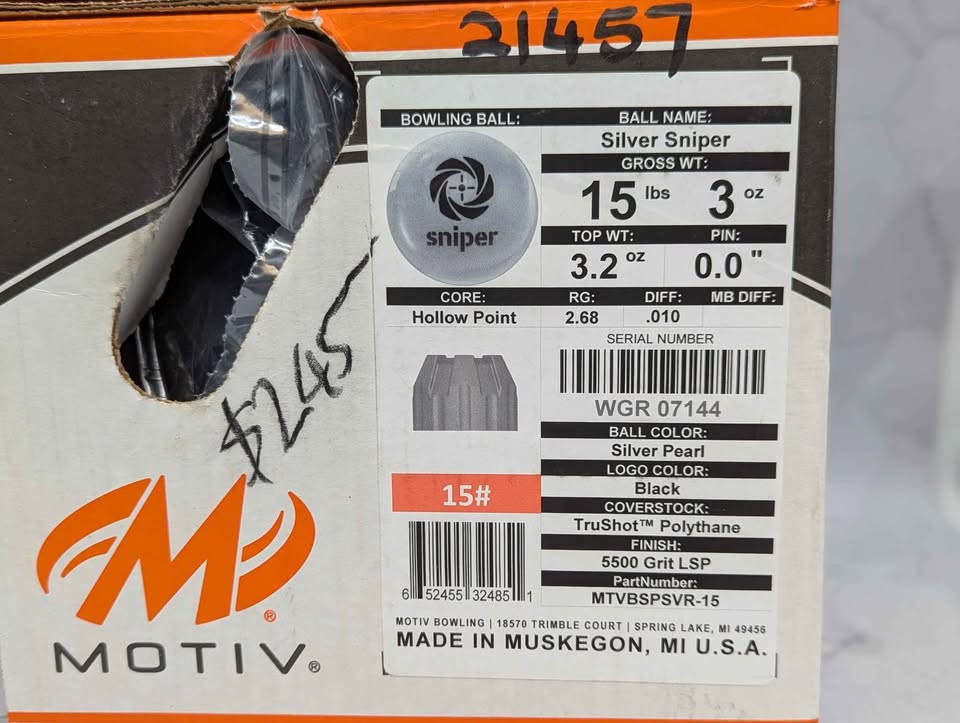 21457
BOWLING BALL:
sniper
BALL NAME:
Silver Sniper
GROSS WT:
15 lbs 3 oz
TOP WT: PIN:
3.2 oz 0.0 "
CORE: RG: DIFF: MB DIFF:
Hollow Point 2.68 .010
SERIAL NUMBER
WGR 07144
BALL COLOR:
Silver Pearl
LOGO COLOR:
Black
COVERSTOCK:
TruShot™ Polythane
FINISH:
5500 Grit LSP
PartNumber:
MTVBSPSVR-15
15#
6 52455 32485 1
MOTIV BOWLING | 18570 TRIMBLE COURT | SPRING LAKE, MI 49456
MADE IN MUSKEGON, MI U.S.A.
$245
M®
MOTIV®